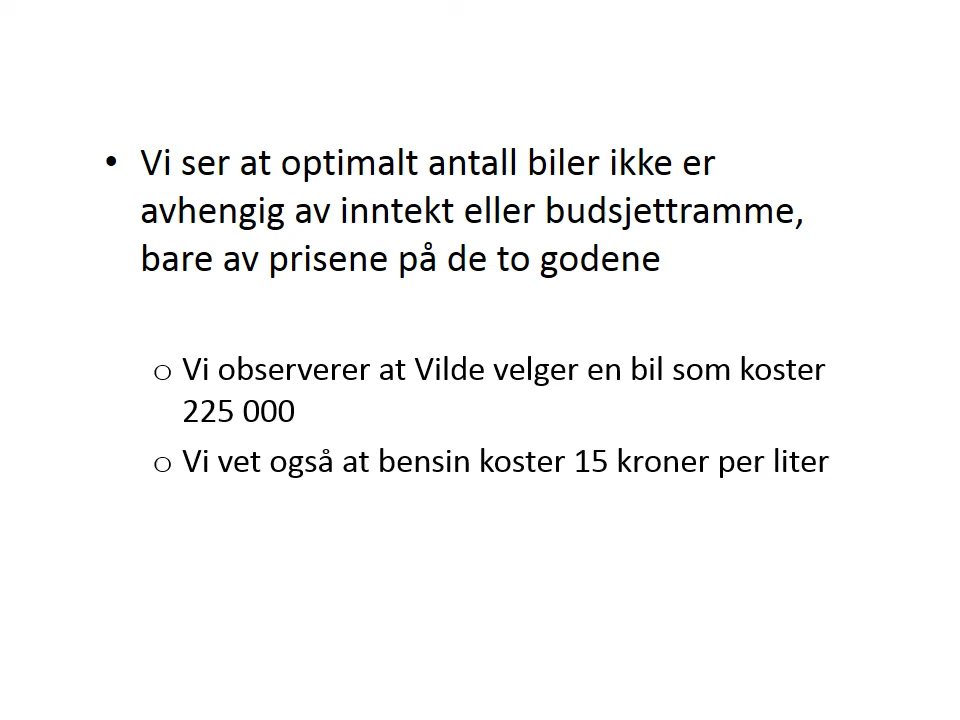 • Vi ser at optimalt antall biler ikke er
avhengig av inntekt eller budsjettramme,
bare av prisene på de to godene
o Vi observerer at Vilde velger en bil som koster
225 000
o Vi vet også at bensin koster 15 kroner per liter